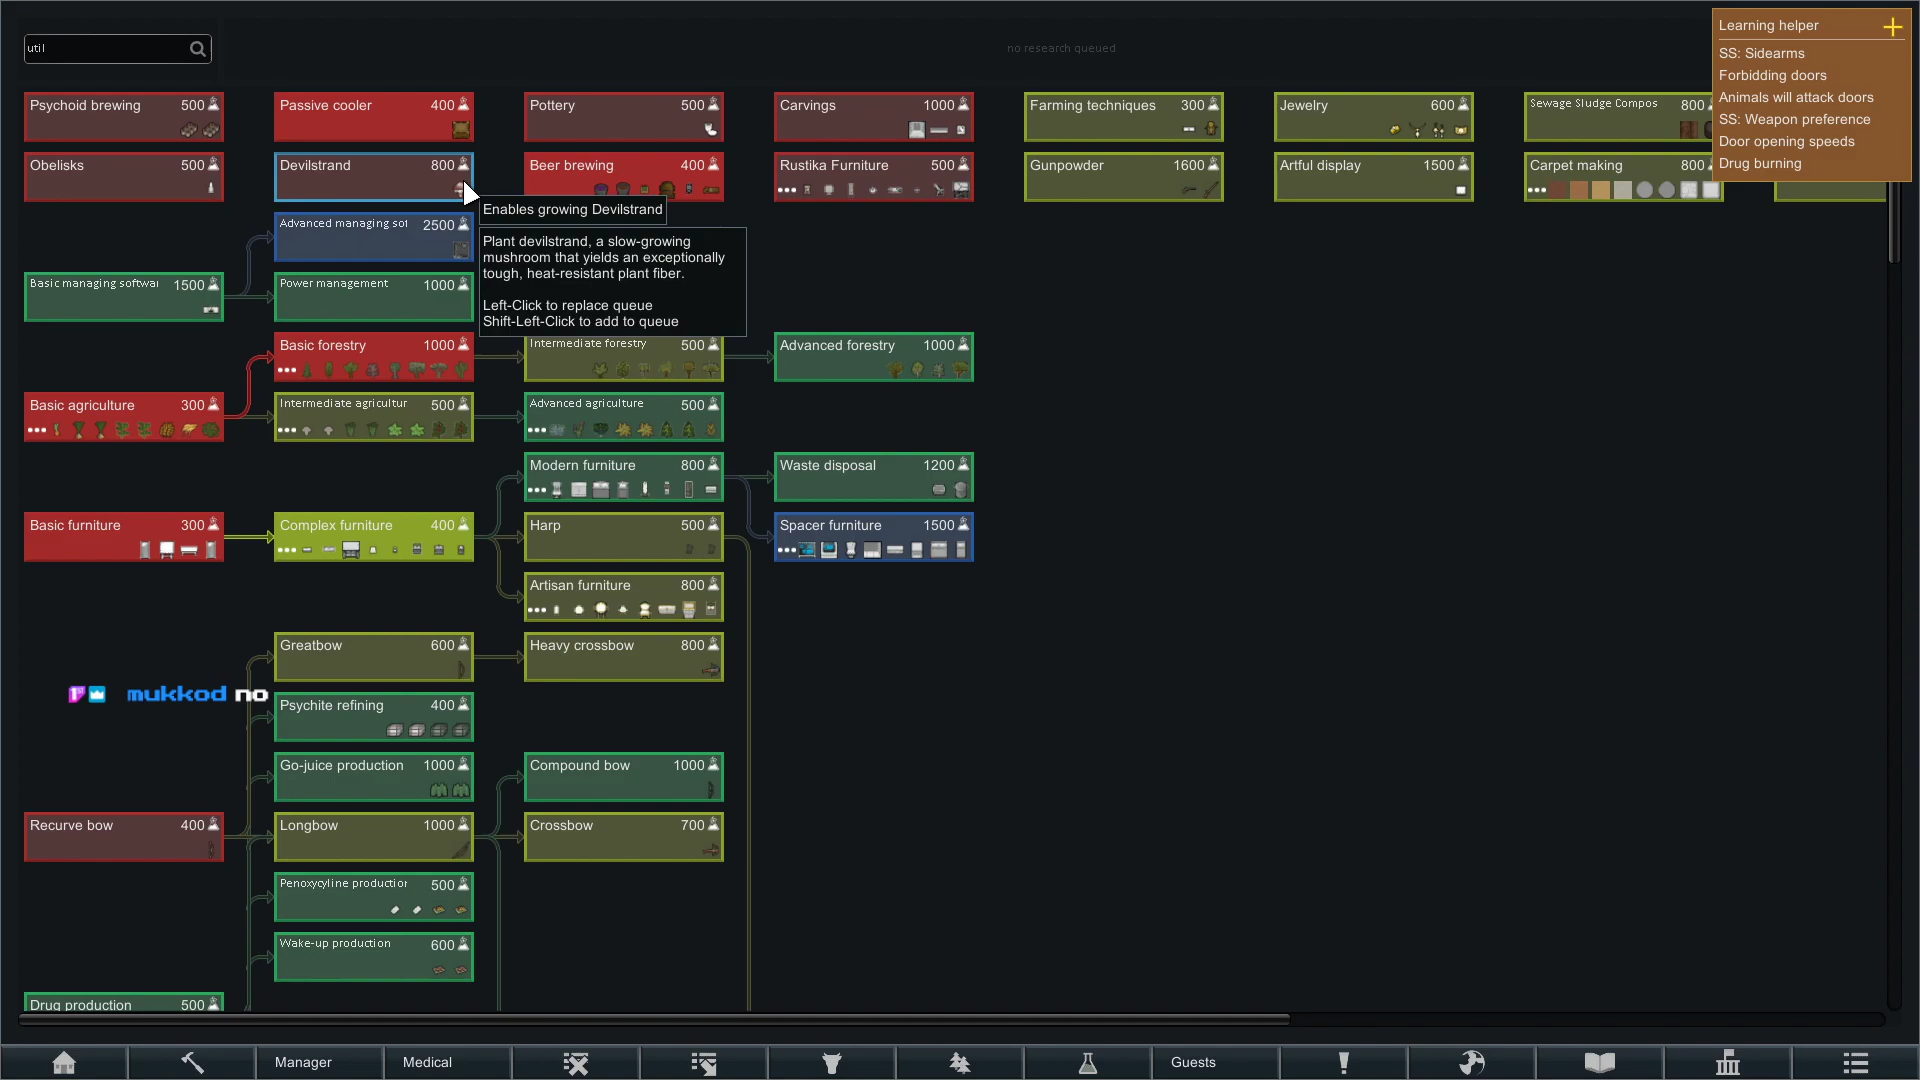 util
no research queued
Learning helper
SS: Sidearms
Forbidding doors
Animals will attack doors
SS: Weapon preference
Door opening speeds
Drug burning
Psychoid brewing 500
Passive cooler 400
Pottery 500
Carvings 1000
Farming techniques 300
Jewelry 600
Sewage Sludge Compos 800
Obelisks 500
Devilstrand 800
Beer brewing 400
Rustika Furniture 500
Gunpowder 1600
Artful display 1500
Carpet making 800
Enables growing Devilstrand
Plant devilstrand, a slow-growing
mushroom that yields an exceptionally
tough, heat-resistant plant fiber.
Left-Click to replace queue
Shift-Left-Click to add to queue
Advanced managing sof 2500
Basic managing softwar 1500
Power management 1000
Basic forestry 1000
Intermediate forestry 500
Advanced forestry 1000
Basic agriculture 300
Intermediate agricultur 500
Advanced agriculture 500
Modern furniture 800
Waste disposal 1200
Basic furniture 300
Complex furniture 400
Harp 500
Spacer furniture 1500
Artisan furniture 800
Greatbow 600
Heavy crossbow 800
mukkod no
Psychite refining 400
Go-juice production 1000
Compound bow 1000
Recurve bow 400
Longbow 1000
Crossbow 700
Penoxycyline production 500
Wake-up production 600
Drug production 500
Manager
Medical
Guests